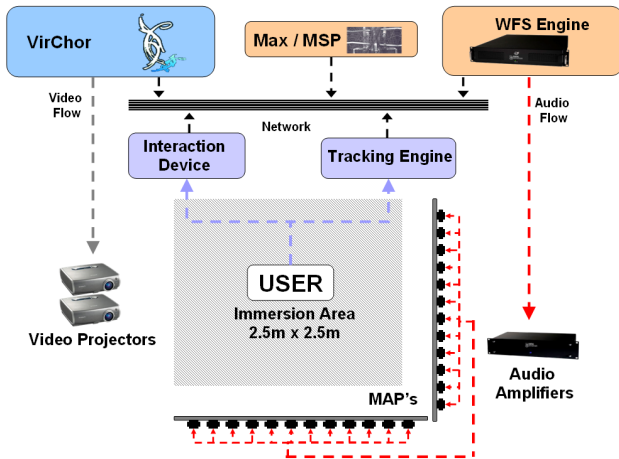 VirChor
Max / MSP
WFS Engine
Video
Flow
Audio
Flow
Network
Interaction
Device
Tracking Engine
USER
Immersion Area
2.5m x 2.5m
Video Projectors
Audio
Amplifiers
MAP's